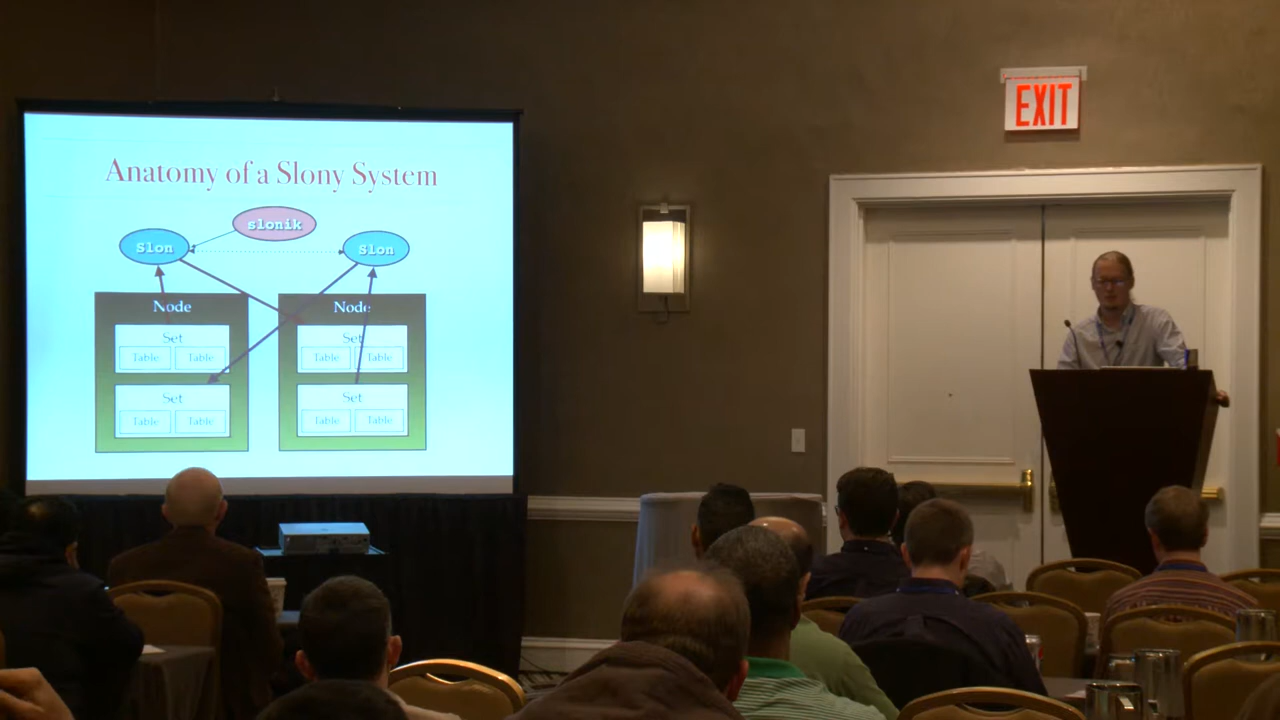 Anatomy of a Slony System
slonik
Slon
Slon
Node
Node
Set
Set
Table Table
Table Table
Set
Set
Table Table
Table Table
EXIT